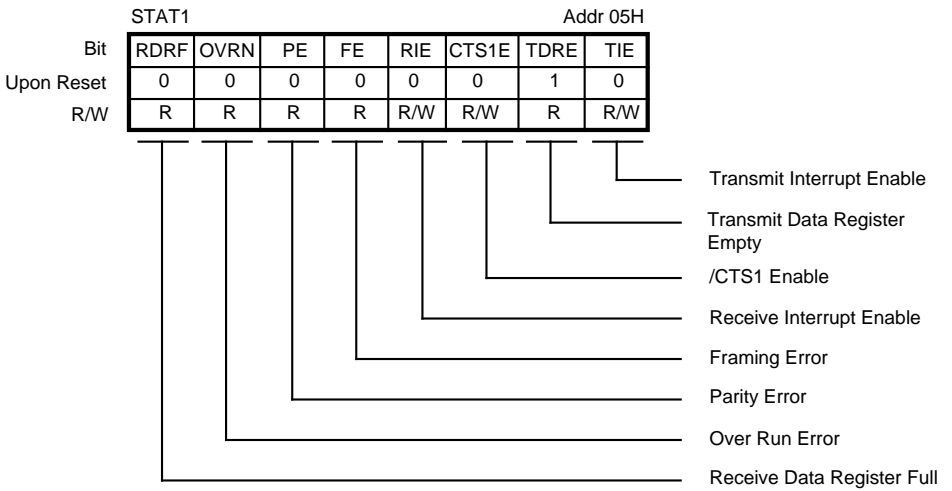 STAT1 Addr 05H
Bit RDRF OVRN PE FE RIE CTS1E TDRE TIE
Upon Reset 0 0 0 0 0 0 1 0
R/W R R R R R/W R/W R R/W
Transmit Interrupt Enable
Transmit Data Register
Empty
/CTS1 Enable
Receive Interrupt Enable
Framing Error
Parity Error
Over Run Error
Receive Data Register Full